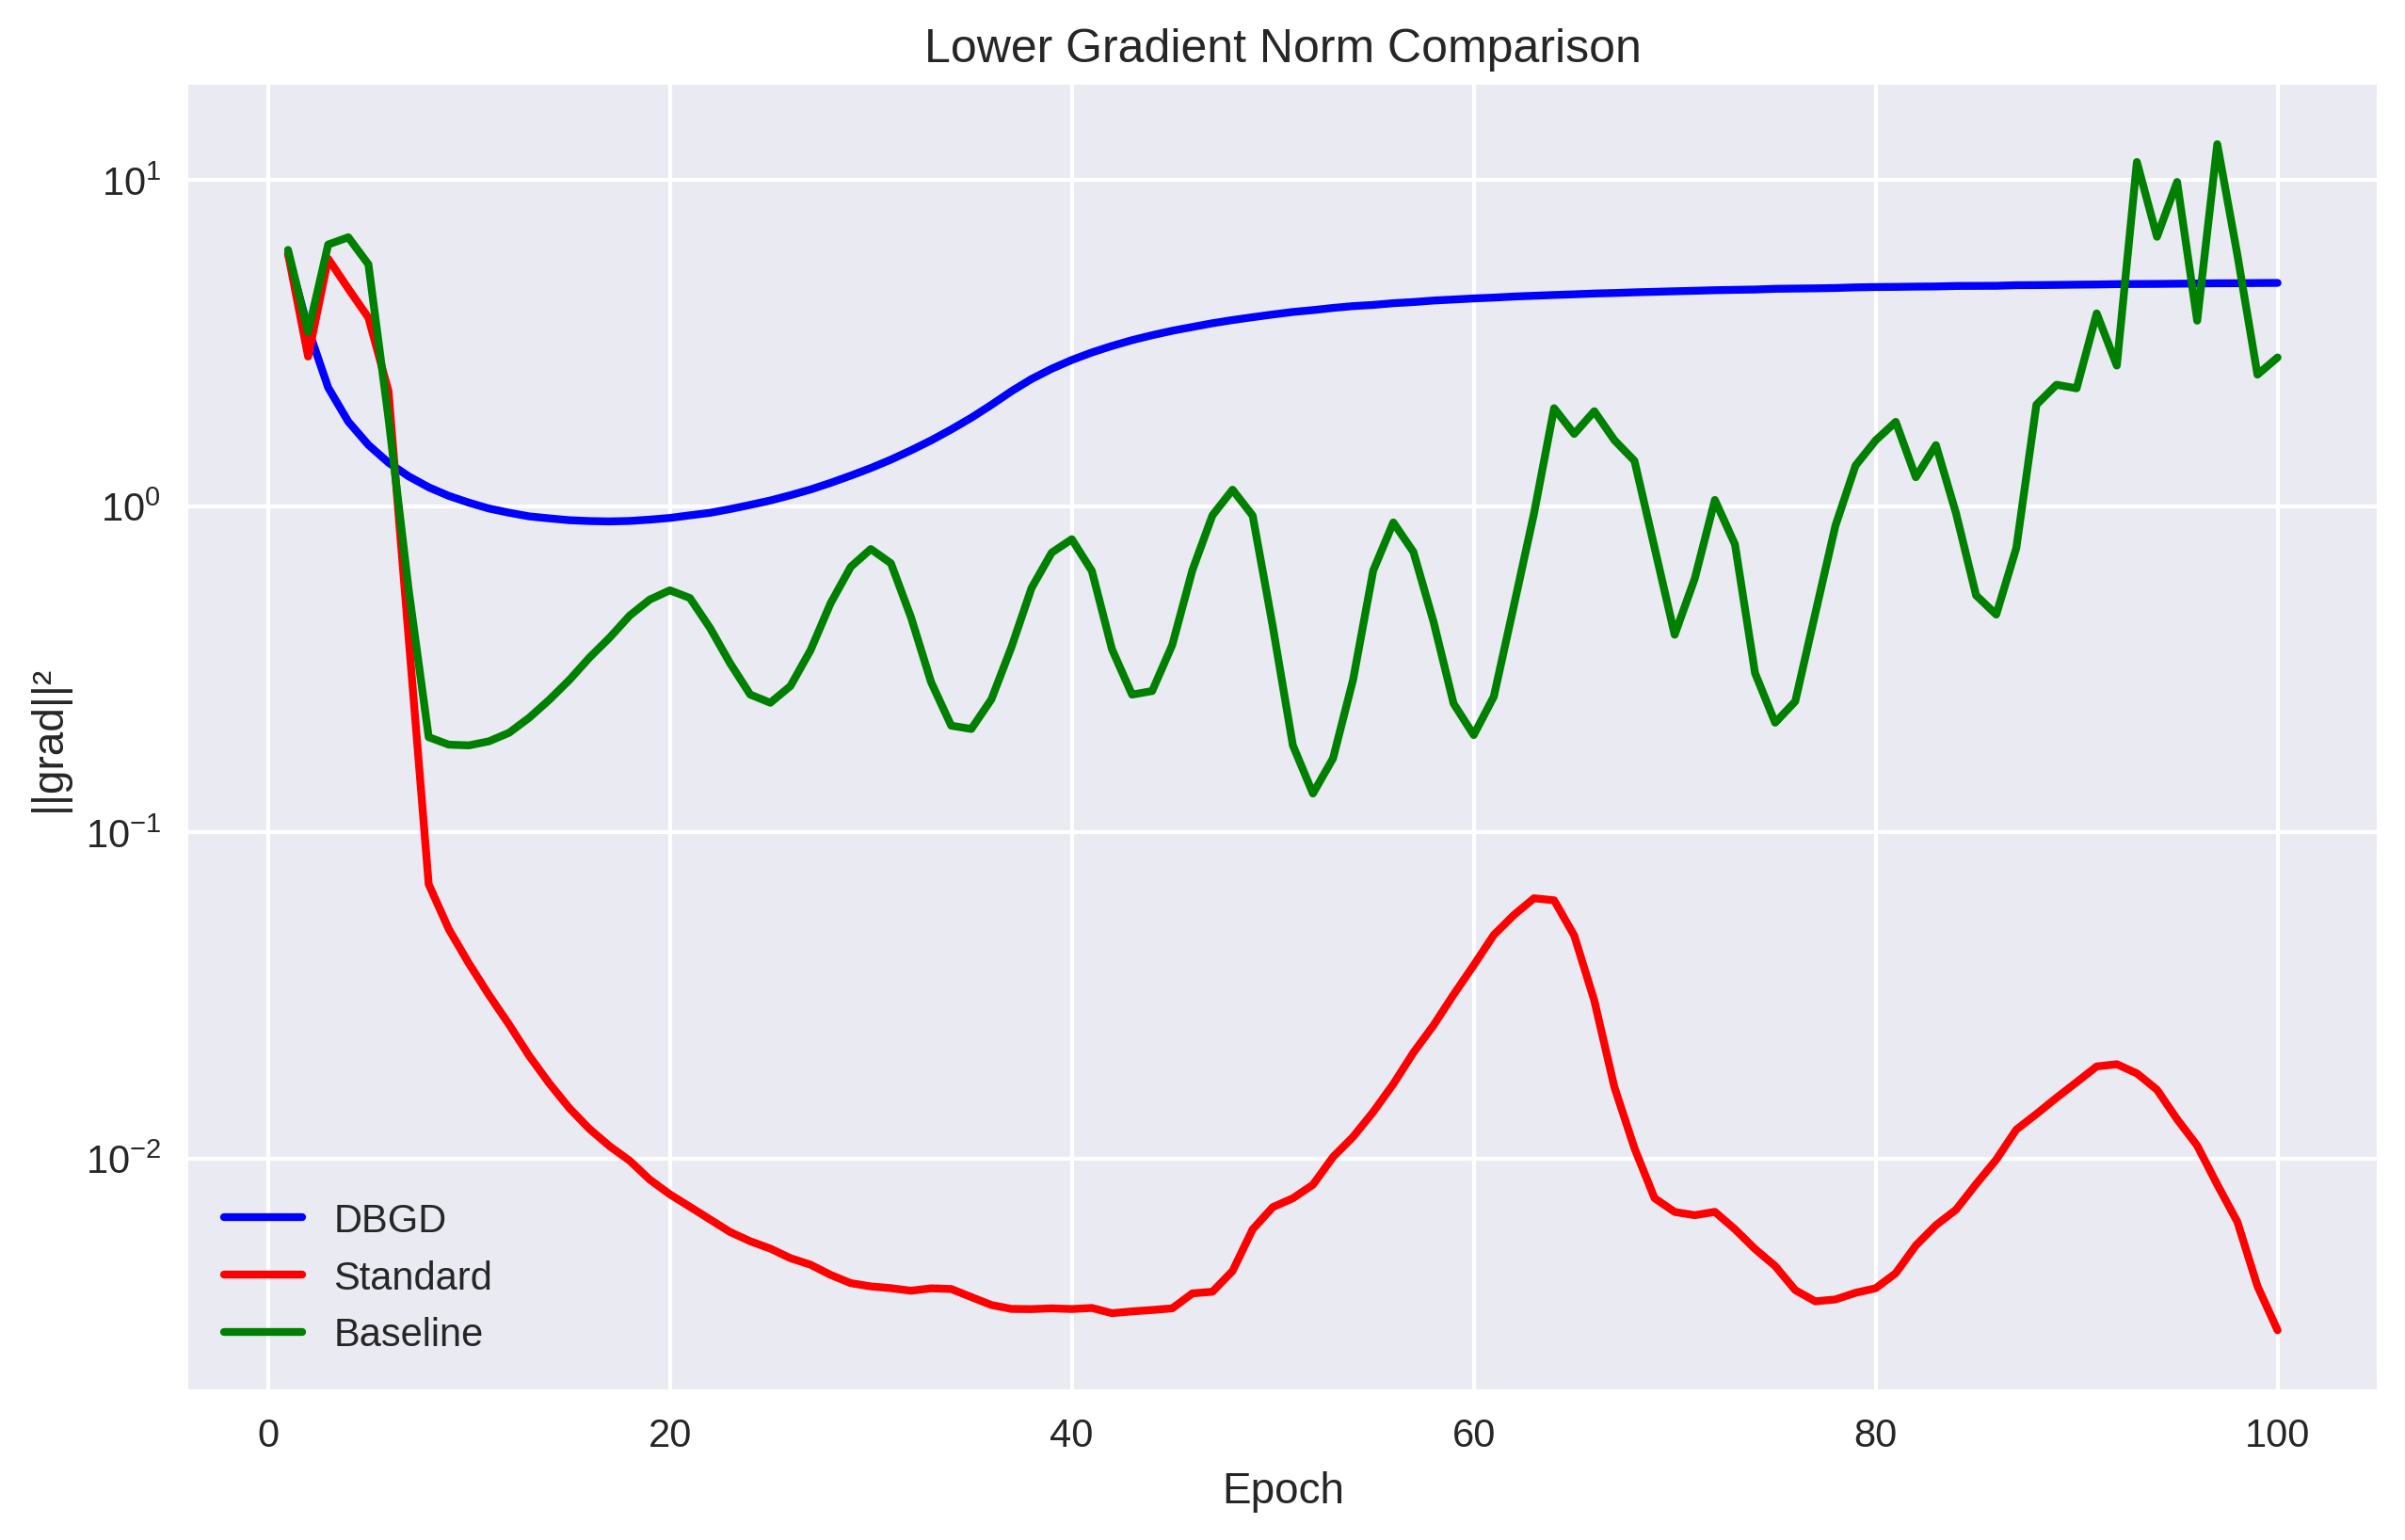 Lower Gradient Norm Comparison
10¹
10⁰
10⁻¹
10⁻²
||grad||²
DBGD
Standard
Baseline
0 20 40 60 80 100
Epoch